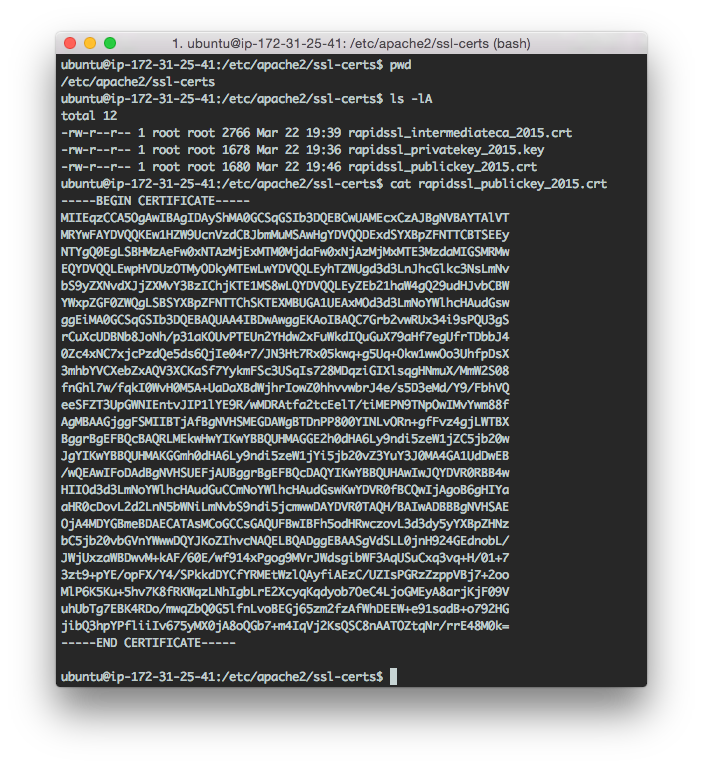 1. ubuntu@ip-172-31-25-41: /etc/apache2/ssl-certs (bash)
ubuntu@ip-172-31-25-41:/etc/apache2/ssl-certs$ pwd
/etc/apache2/ssl-certs
ubuntu@ip-172-31-25-41:/etc/apache2/ssl-certs$ ls -lA
total 12
-rw-r--r-- 1 root root 2766 Mar 22 19:39 rapidssl_intermediateca_2015.crt
-rw-r--r-- 1 root root 1678 Mar 22 19:36 rapidssl_privatekey_2015.key
-rw-r--r-- 1 root root 1680 Mar 22 19:46 rapidssl_publickey_2015.crt
ubuntu@ip-172-31-25-41:/etc/apache2/ssl-certs$ cat rapidssl_publickey_2015.crt
-----BEGIN CERTIFICATE-----
MIIEqzCCA5OgAwIBAgIDAyShMA0GCSqGSIb3DQEBCwUAMEcxCzAJBgNVBAYTAlVT
MRYwFAYDVQQKEw1HZW9UcnVzdCBJbmMuMSAwHgYDVQQDExdSYXBpZFNTTCBTSEEy
NTYgQ0EgLSBHMzAeFw0xNTAzMjExMTM0MjdaFw0xNjAzMjMxMTE3MzdaMIGSMRMw
EQYDVQQLEwpHVDUzOTMyODkyMTEwLwYDVQQLEyhTZWUgd3d3LnJhcGlkc3NsLmNv
bS9yZXNvdXJjZXMvY3BzIChjKTE1MS8wLQYDVQQLEyZEb21haW4gQ29udHJvbCBW
YWxpZGF0ZWQgLSBSYXBpZFNTTChSKTEXMBUGA1UEAxMOd3d3LmNoYWlhcHAudGsw
ggEiMA0GCSqGSIb3DQEBAQUAA4IBDwAwggEKAoIBAQC7Grb2vwRUx34i9sPQU3gS
rCuXcUDBNb8JoNh/p31aKOUvPTEUn2YHdw2xFuWkdIQuGuX79aHf7egUfrTDbbJ4
0Zc4xNC7xjcPzdQe5ds6QjIe04r7/JN3Ht7Rx05kwq+g5Uq+Okw1wwOo3UhfpDsX
3mhbYVCXebZxAQV3XCKaSf7YykmFSc3USqIs728MDqziGIXlsqgHNmuX/MmW2S08
fnGhl7w/fqkI0WvH0M5A+UaDaXBdWjhrIowZ0hhvvwbrJ4e/s5D3eMd/Y9/FbhVQ
eeSFZT3UpGWNIEntvJIP1lYE9R/wMDRAtfa2tcEelT/tiMEPN9TNpOwIMvYwm88f
AgMBAAGjggFSMIIBTjAfBgNVHSMEGDAWgBTDnPP800YINLvORn+gfFvz4gjLWTBX
BggrBgEFBQcBAQRLMEkwHwYIKwYBBQUHMAGGE2h0dHA6Ly9ndi5zeW1jZC5jb20w
JgYIKwYBBQUHMAKGGmh0dHA6Ly9ndi5zeW1jYi5jb20vZ3YuY3J0MA4GA1UdDwEB
/wQEAwIFoDAdBgNVHSUEFjAUBggrBgEFBQcDAQYIKwYBBQUHAwIwJQYDVR0RBB4w
HIIOd3d3LmNoYWlhcHAudGuCCmNoYWlhcHAudGswKwYDVR0fBCQwIjAgoB6gHIYa
aHR0cDovL2d2LnN5bWNiLmNvbS9ndi5jcmwwDAYDVR0TAQH/BAIwADBBBgNVHSAE
OjA4MDYGBmeBDAECATAsMCoGCCsGAQUFBwIBFh5odHRwczovL3d3dy5yYXBpZHNz
bC5jb20vbGVnYWwwDQYJKoZIhvcNAQELBQADggEBAASgVdSLL0jnH924GEdnobL/
JWjUxzaWBDwvM+kAF/60E/wf914xPgog9MVrJWdsgibWF3AqUSuCxq3vq+H/01+7
3zt9+pYE/opFX/Y4/SPkkdDYCfYRMEtWzlQAyfiAEzC/UZIsPGRzZzppVBj7+2oo
MlP6K5Ku+5hv7K8fRKWqzLNhIgbLrE2XcyqKqdyob7OeC4LjoGMEyA8arjKjF09V
uhUbTg7EBK4RDo/mwqZbQ0G5lfnLvoBEGj65zm2fzAfWhDEEW+e91sadB+o792HG
jibQ3hpYPfliiIv675yMX0jA8oQGb7+m4IqVj2KsQSC8nAATOZtqNr/rrE48M0k=
-----END CERTIFICATE-----
ubuntu@ip-172-31-25-41:/etc/apache2/ssl-certs$